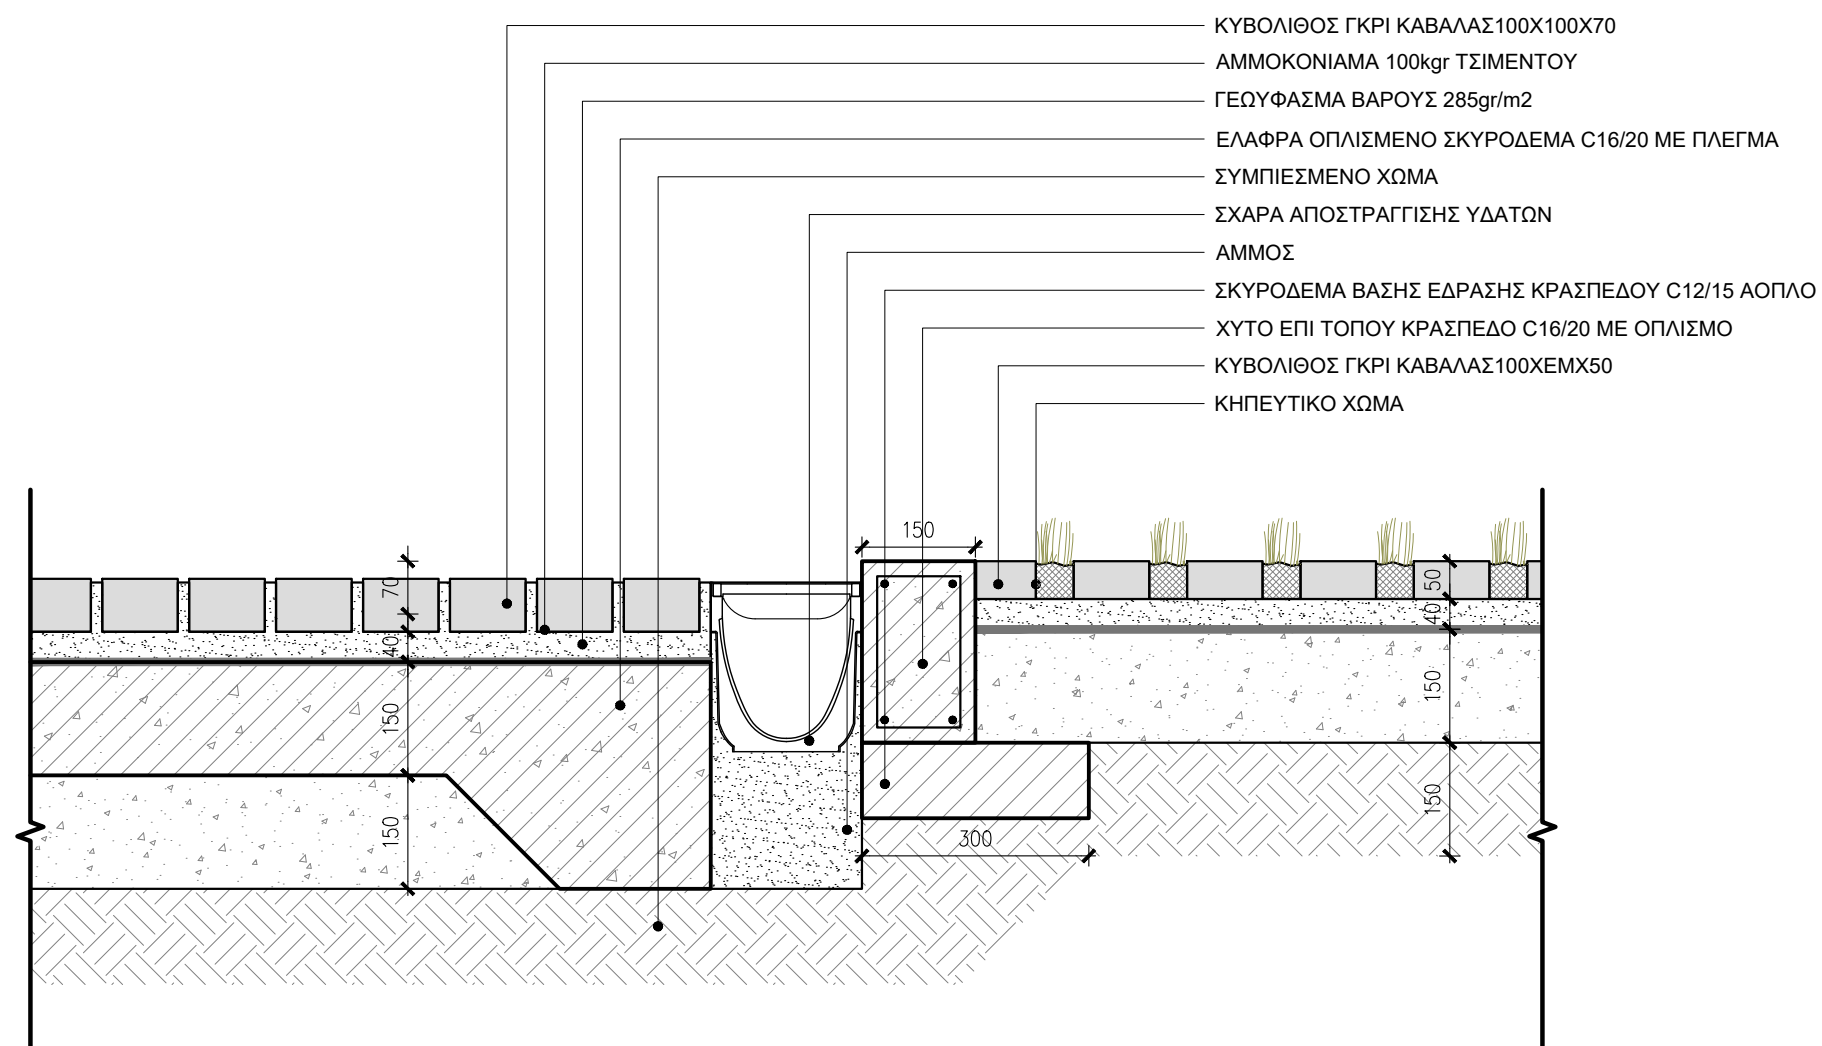 ΚΥΒΟΛΙΘΟΣ ΓΚΡΙ ΚΑΒΑΛΑΣ100Χ100Χ70
ΑΜΜΟΚΟΝΙΑΜΑ 100kgr ΤΣΙΜΕΝΤΟΥ
ΓΕΩΥΦΑΣΜΑ ΒΑΡΟΥΣ 285gr/m2
ΕΛΑΦΡΑ ΟΠΛΙΣΜΕΝΟ ΣΚΥΡΟΔΕΜΑ C16/20 ΜΕ ΠΛΕΓΜΑ
ΣΥΜΠΙΕΣΜΕΝΟ ΧΩΜΑ
ΣΧΑΡΑ ΑΠΟΣΤΡΑΓΓΙΣΗΣ ΥΔΑΤΩΝ
ΑΜΜΟΣ
ΣΚΥΡΟΔΕΜΑ ΒΑΣΗΣ ΕΔΡΑΣΗΣ ΚΡΑΣΠΕΔΟΥ C12/15 ΑΟΠΛΟ
ΧΥΤΟ ΕΠΙ ΤΟΠΟΥ ΚΡΑΣΠΕΔΟ C16/20 ΜΕ ΟΠΛΙΣΜΟ
ΚΥΒΟΛΙΘΟΣ ΓΚΡΙ ΚΑΒΑΛΑΣ100ΧΕΜΧ50
ΚΗΠΕΥΤΙΚΟ ΧΩΜΑ
150
70
40
150
150
300
50
40
150
150